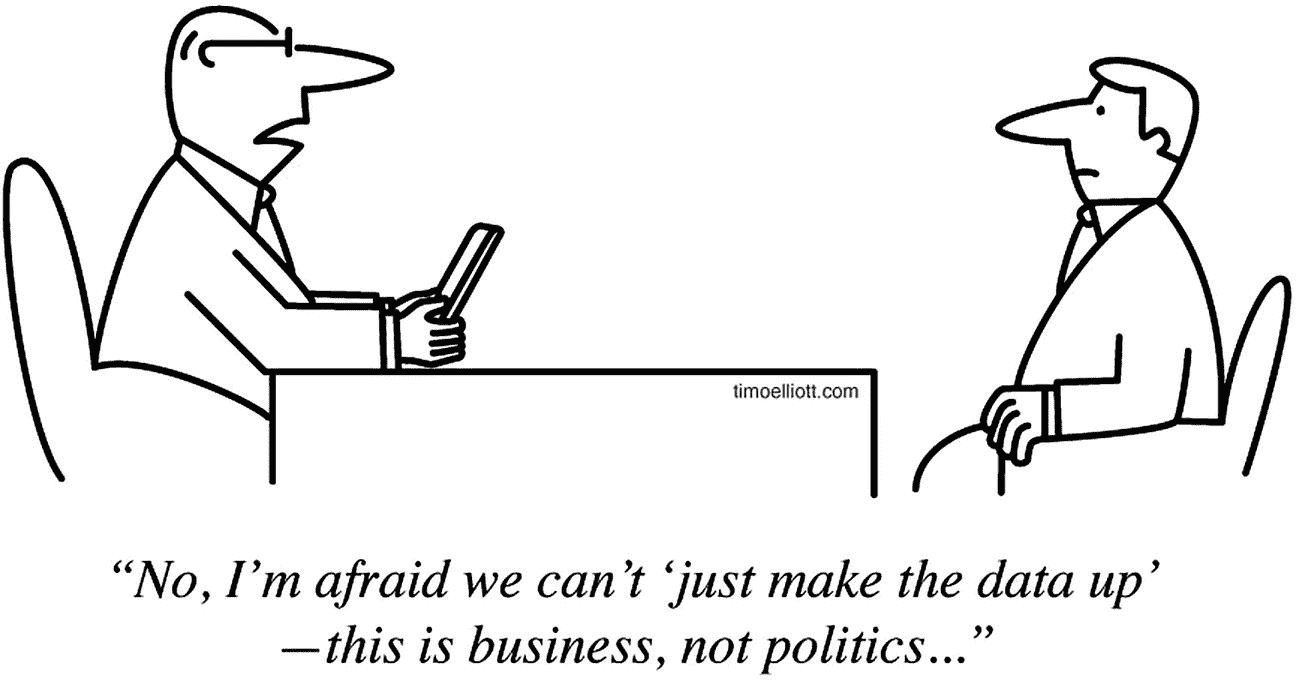 timoelliott.com
“No, I’m afraid we can’t ‘just make the data up’
—this is business, not politics...”